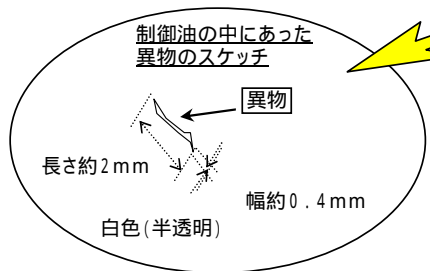 制御油の中にあった
異物のスケッチ
異物
長さ約2mm
幅約0.4mm
白色(半透明)